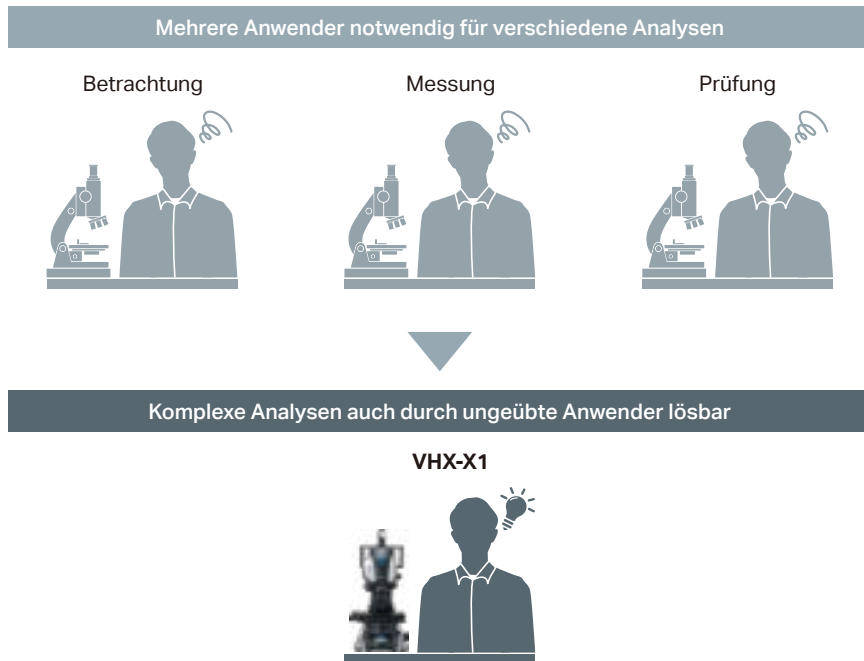 Mehrere Anwender notwendig für verschiedene Analysen
Betrachtung
Messung
Prüfung
Komplexe Analysen auch durch ungeübte Anwender lösbar
VHX-X1